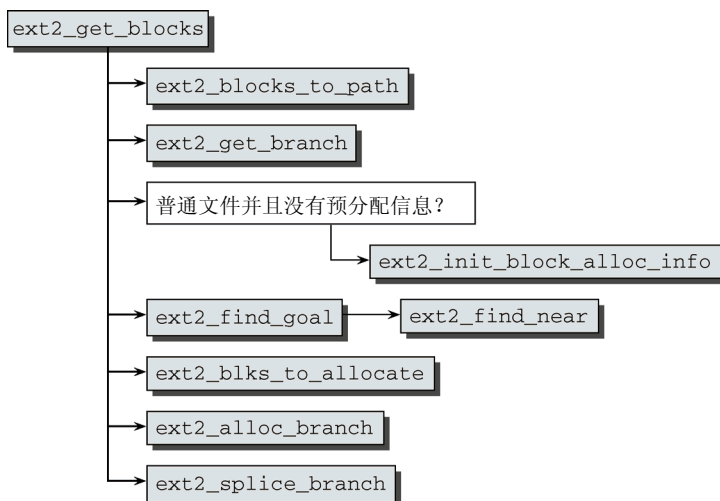 ext2_get_blocks
ext2_blocks_to_path
ext2_get_branch
普通文件并且没有预分配信息?
ext2_init_block_alloc_info
ext2_find_goal
ext2_find_near
ext2_blks_to_allocate
ext2_alloc_branch
ext2_splice_branch